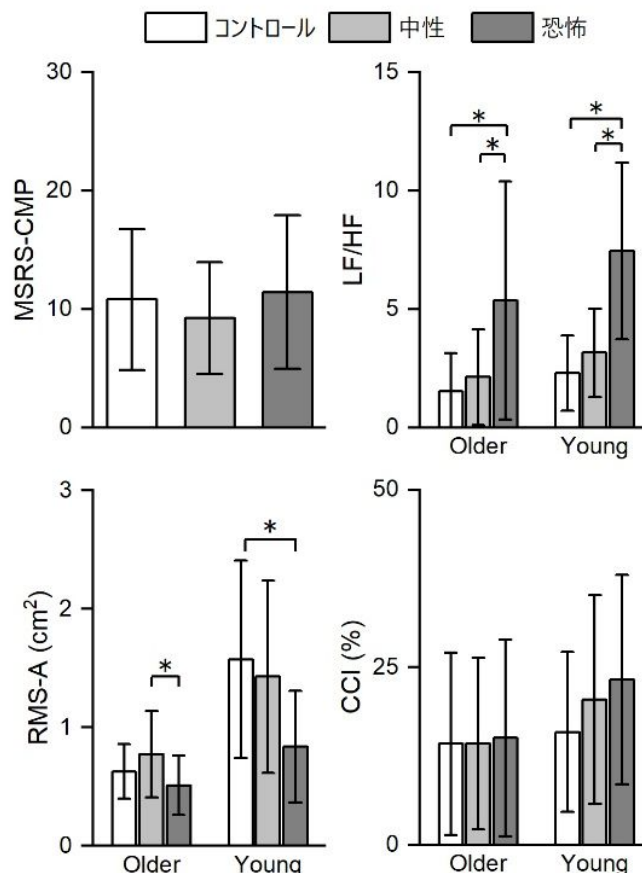 コントロール 中性 恐怖
30
20
10
0
MSRS-CMP
15
10
5
0
LF/HF
* * * *
Older Young
3
2
1
0
RMS-A (cm²)
* *
Older Young
50
25
0
CCI (%)
Older Young